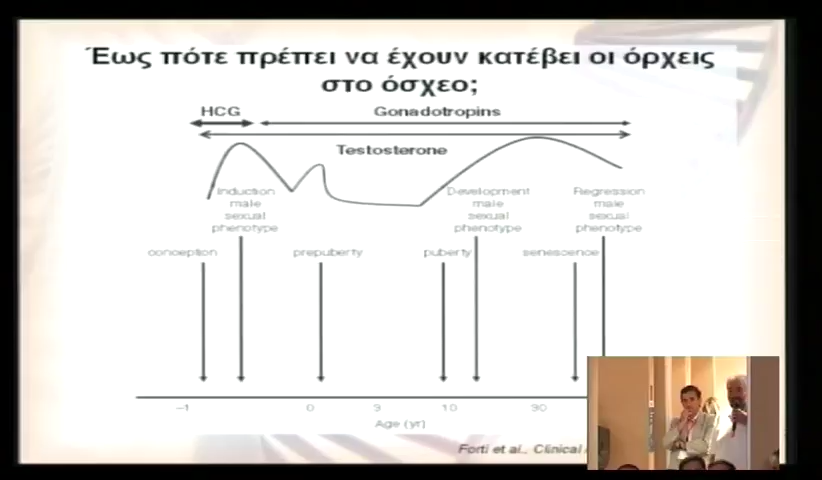 Έως πότε πρέπει να έχουν κατέβει οι όρχεις
στο όσχεο;
HCG
Gonadotropins
Testosterone
Induction
male
sexual
phenotype
Development
male
sexual
phenotype
Regression
male
sexual
phenotype
conception
prepuberty
puberty
senescence
-1
0
9
10
30
Age (yr)
Forti et al., Clinical